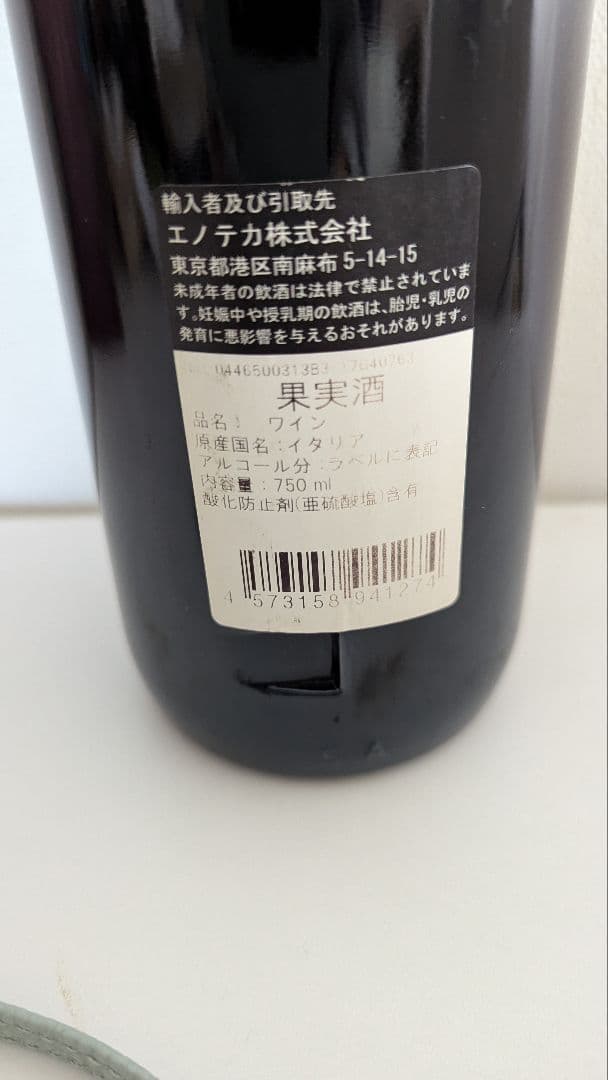 輸入者及び引取先
エノテカ株式会社
東京都港区南麻布 5-14-15
未成年者の飲酒は法律で禁止されていま
す。妊娠中や授乳期の飲酒は、胎児・乳児の
発育に悪影響を与えるおそれがあります。
0446500313B3
果実酒
品名: ワイン
原産国名:イタリア
アルコール分:ラベルに表記
内容量:750 ml
酸化防止剤(亜硫酸塩)含有
4 573158 941274